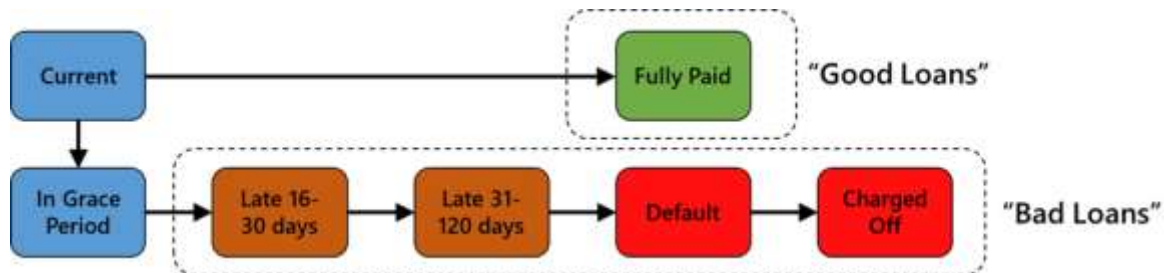 Current
Fully Paid
“Good Loans”
In Grace
Period
Late 16-
30 days
Late 31-
120 days
Default
Charged
Off
“Bad Loans”